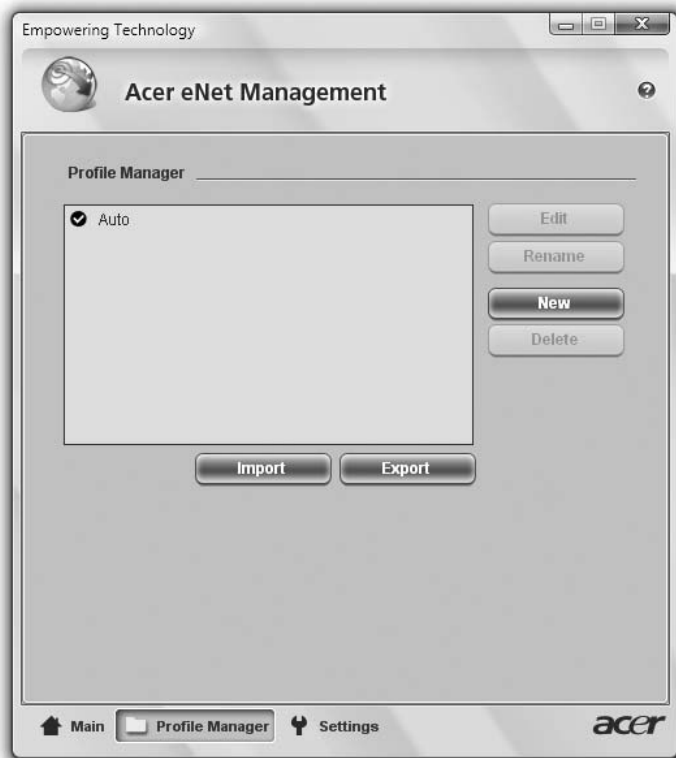 Empowering Technology
Acer eNet Management
Profile Manager
Auto
Edit
Rename
New
Delete
Import Export
Main Profile Manager Settings acer